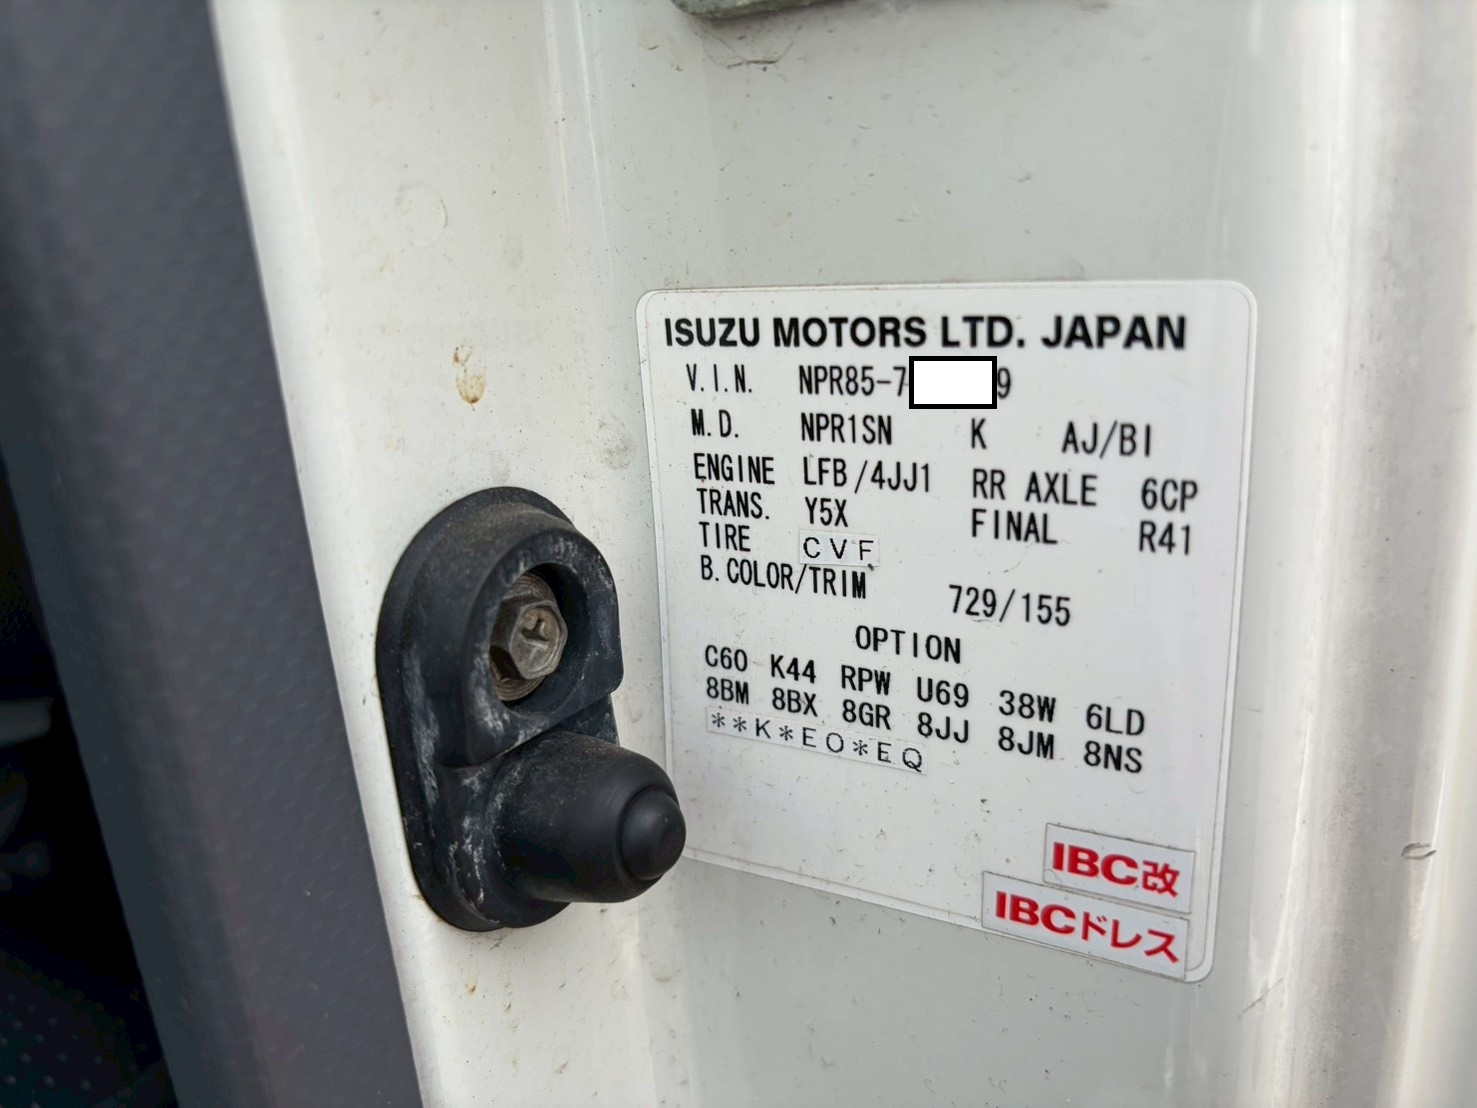 ISUZU MOTORS LTD. JAPAN
V.I.N. NPR85-7 9
M.D. NPR1SN K AJ/BI
ENGINE LFB/4JJ1 RR AXLE 6CP
TRANS. Y5X FINAL R41
TIRE CVF
B.COLOR/TRIM 729/155
OPTION
C60 K44 RPW U69 38W 6LD
8BM 8BX 8GR 8JJ 8JM 8NS
**K*EO*EQ
IBC改
IBCドレス